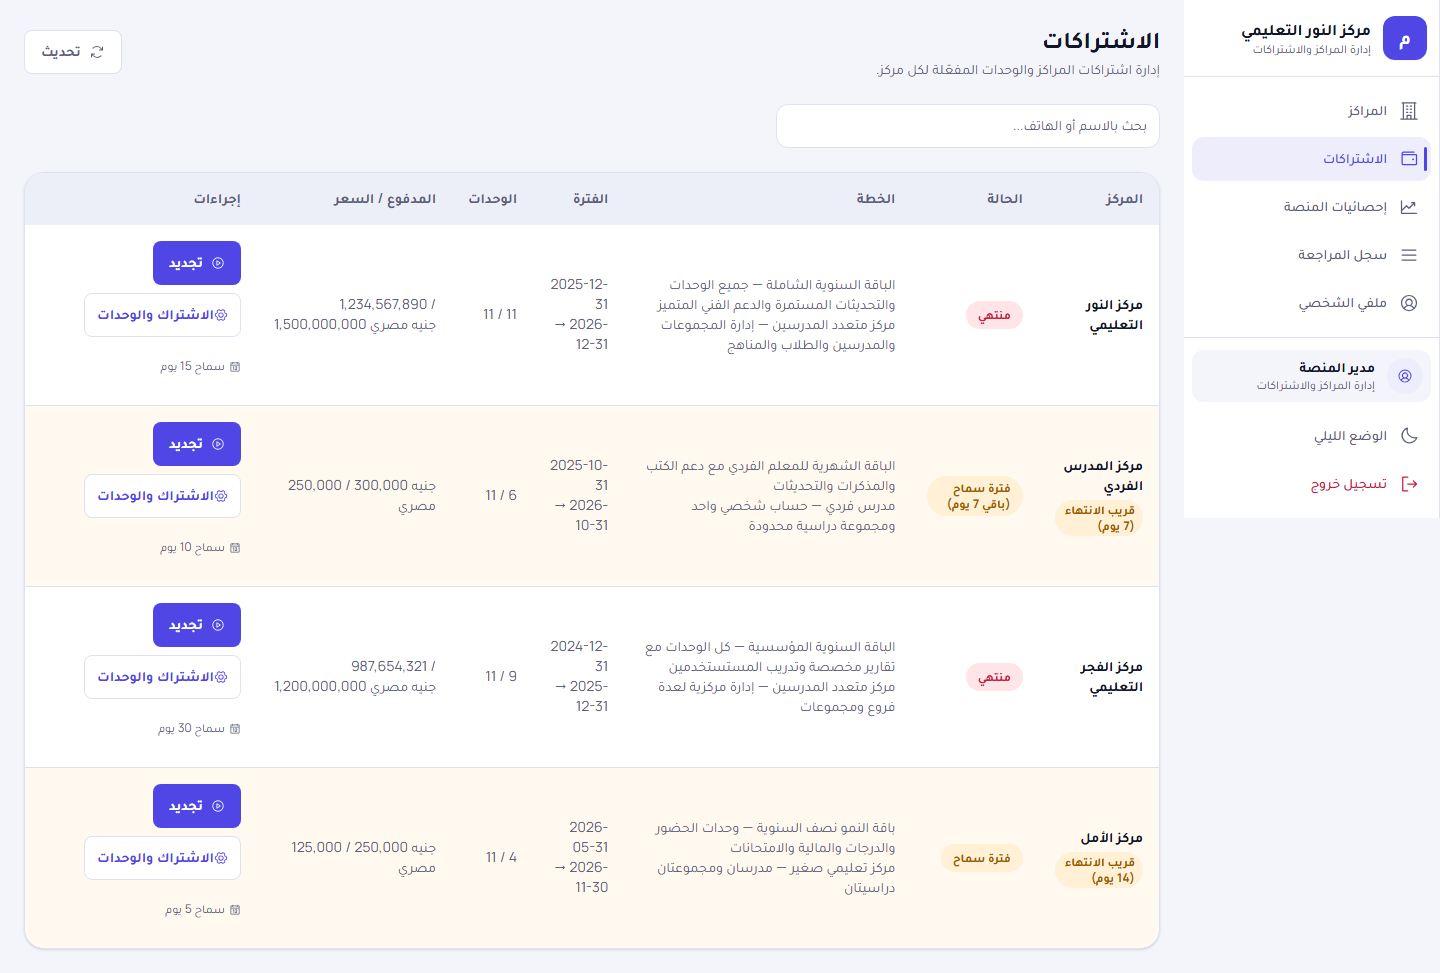 م
مركز النور التعليمي
إدارة المراكز والاشتراكات
المراكز
الاشتراكات
إحصائيات المنصة
سجل المراجعة
ملفي الشخصي
مدير المنصة
إدارة المراكز والاشتراكات
الوضع الليلي
تسجيل خروج
الاشتراكات
إدارة اشتراكات المراكز والوحدات المفعّلة لكل مركز.
تحديث
بحث بالاسم أو الهاتف...
المركز الحالة الخطة الفترة الوحدات المدفوع / السعر إجراءات
مركز النور
التعليمي
منتهي
الباقة السنوية الشاملة — جميع الوحدات
والتحديثات المستمرة والدعم الفني المتميز
مركز متعدد المدرسين — إدارة المجموعات
والمدرسين والطلاب والمناهج
2025-12-
31
→ 2026-
12-31
11 / 11
1,234,567,890 /
1,500,000,000 جنيه مصري
تجديد
الاشتراك والوحدات
سماح 15 يوم
مركز المدرس
الفردي
قريب الانتهاء
(7 يوم)
فترة سماح
(باقي 7 يوم)
الباقة الشهرية للمعلم الفردي مع دعم الكتب
والمذكرات والتحديثات
مدرس فردي — حساب شخصي واحد
ومجموعة دراسية محدودة
2025-10-
31
→ 2026-
10-31
6 / 11
250,000 / 300,000 جنيه
مصري
تجديد
الاشتراك والوحدات
سماح 10 يوم
مركز الفجر
التعليمي
منتهي
الباقة السنوية المؤسسية — كل الوحدات مع
تقارير مخصصة وتدريب المستستخدمين
مركز متعدد المدرسين — إدارة مركزية لعدة
فروع ومجموعات
2024-12-
31
→ 2025-
12-31
9 / 11
987,654,321 /
1,200,000,000 جنيه مصري
تجديد
الاشتراك والوحدات
سماح 30 يوم
مركز الأمل
قريب الانتهاء
(14 يوم)
فترة سماح
باقة النمو نصف السنوية — وحدات الحضور
والدرجات والمالية والامتحانات
مركز تعليمي صغير — مدرسان ومجموعتان
دراسيتان
2026-
05-31
→ 2026-
11-30
4 / 11
125,000 / 250,000 جنيه
مصري
تجديد
الاشتراك والوحدات
سماح 5 يوم